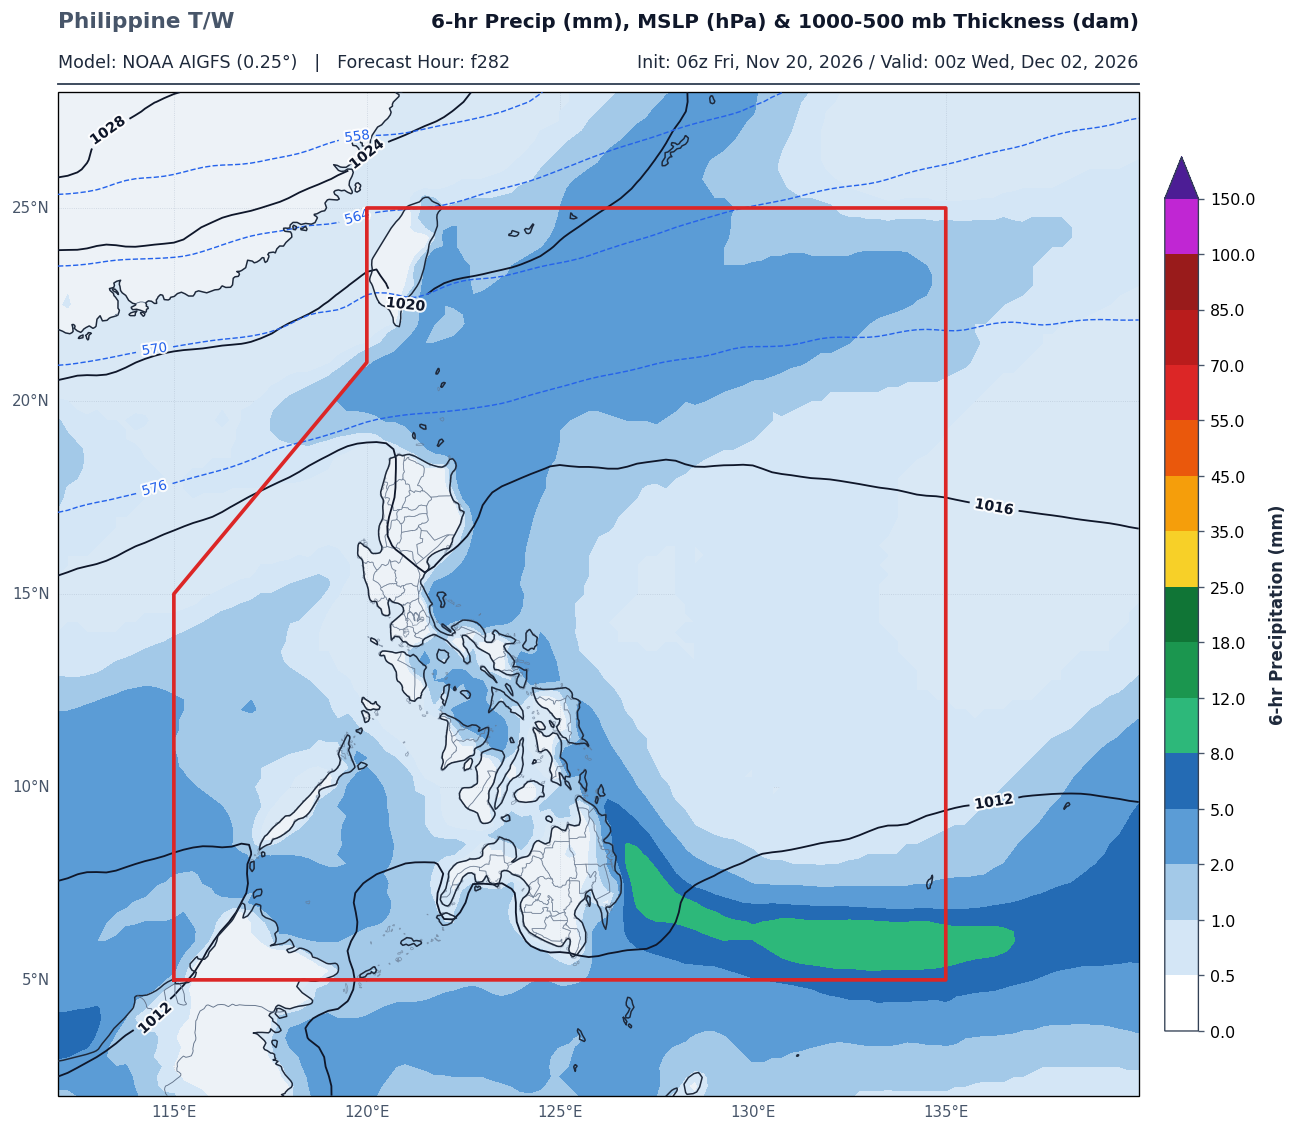 Philippine T/W
6-hr Precip (mm), MSLP (hPa) & 1000-500 mb Thickness (dam)
Model: NOAA AIGFS (0.25°)   |   Forecast Hour: f282
Init: 06z Fri, Nov 20, 2026 / Valid: 00z Wed, Dec 02, 2026
1028
558
1024
564
1020
570
576
1016
1012
1012
25°N
20°N
15°N
10°N
5°N
115°E
120°E
125°E
130°E
135°E
150.0
100.0
85.0
70.0
55.0
45.0
35.0
25.0
18.0
12.0
8.0
5.0
2.0
1.0
0.5
0.0
6-hr Precipitation (mm)